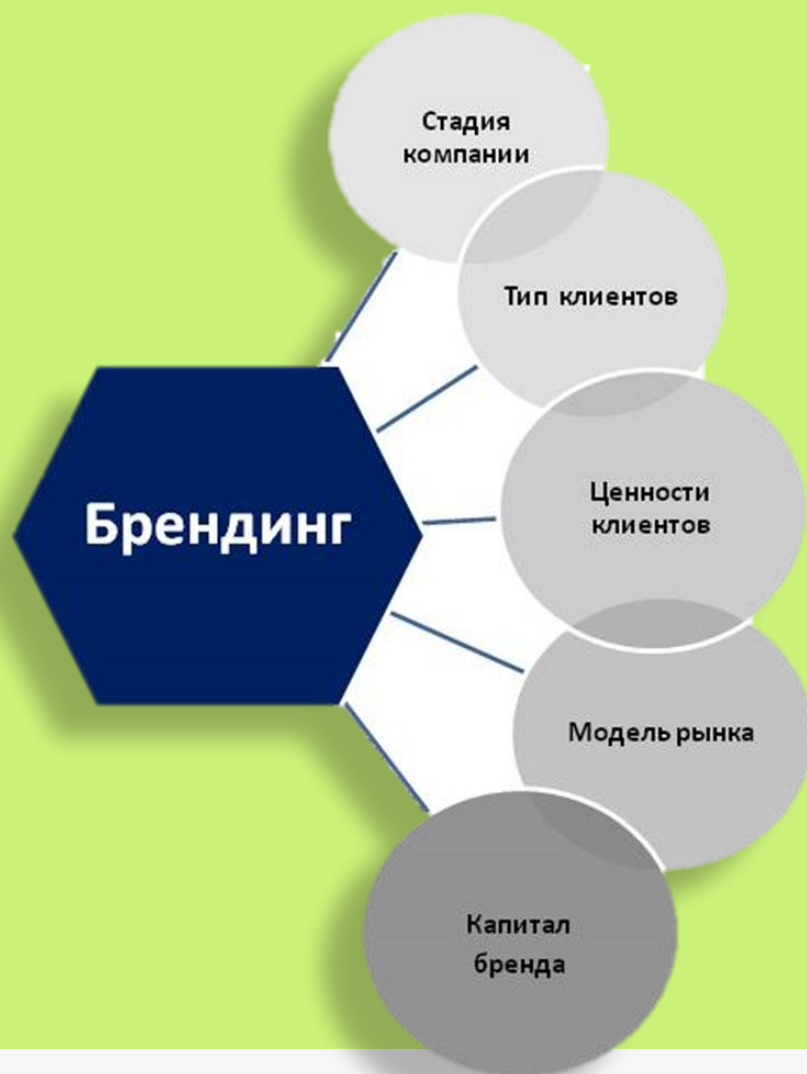 Стадия
компании
Тип клиентов
Ценности
клиентов
Брендинг
Модель рынка
Капитал
бренда